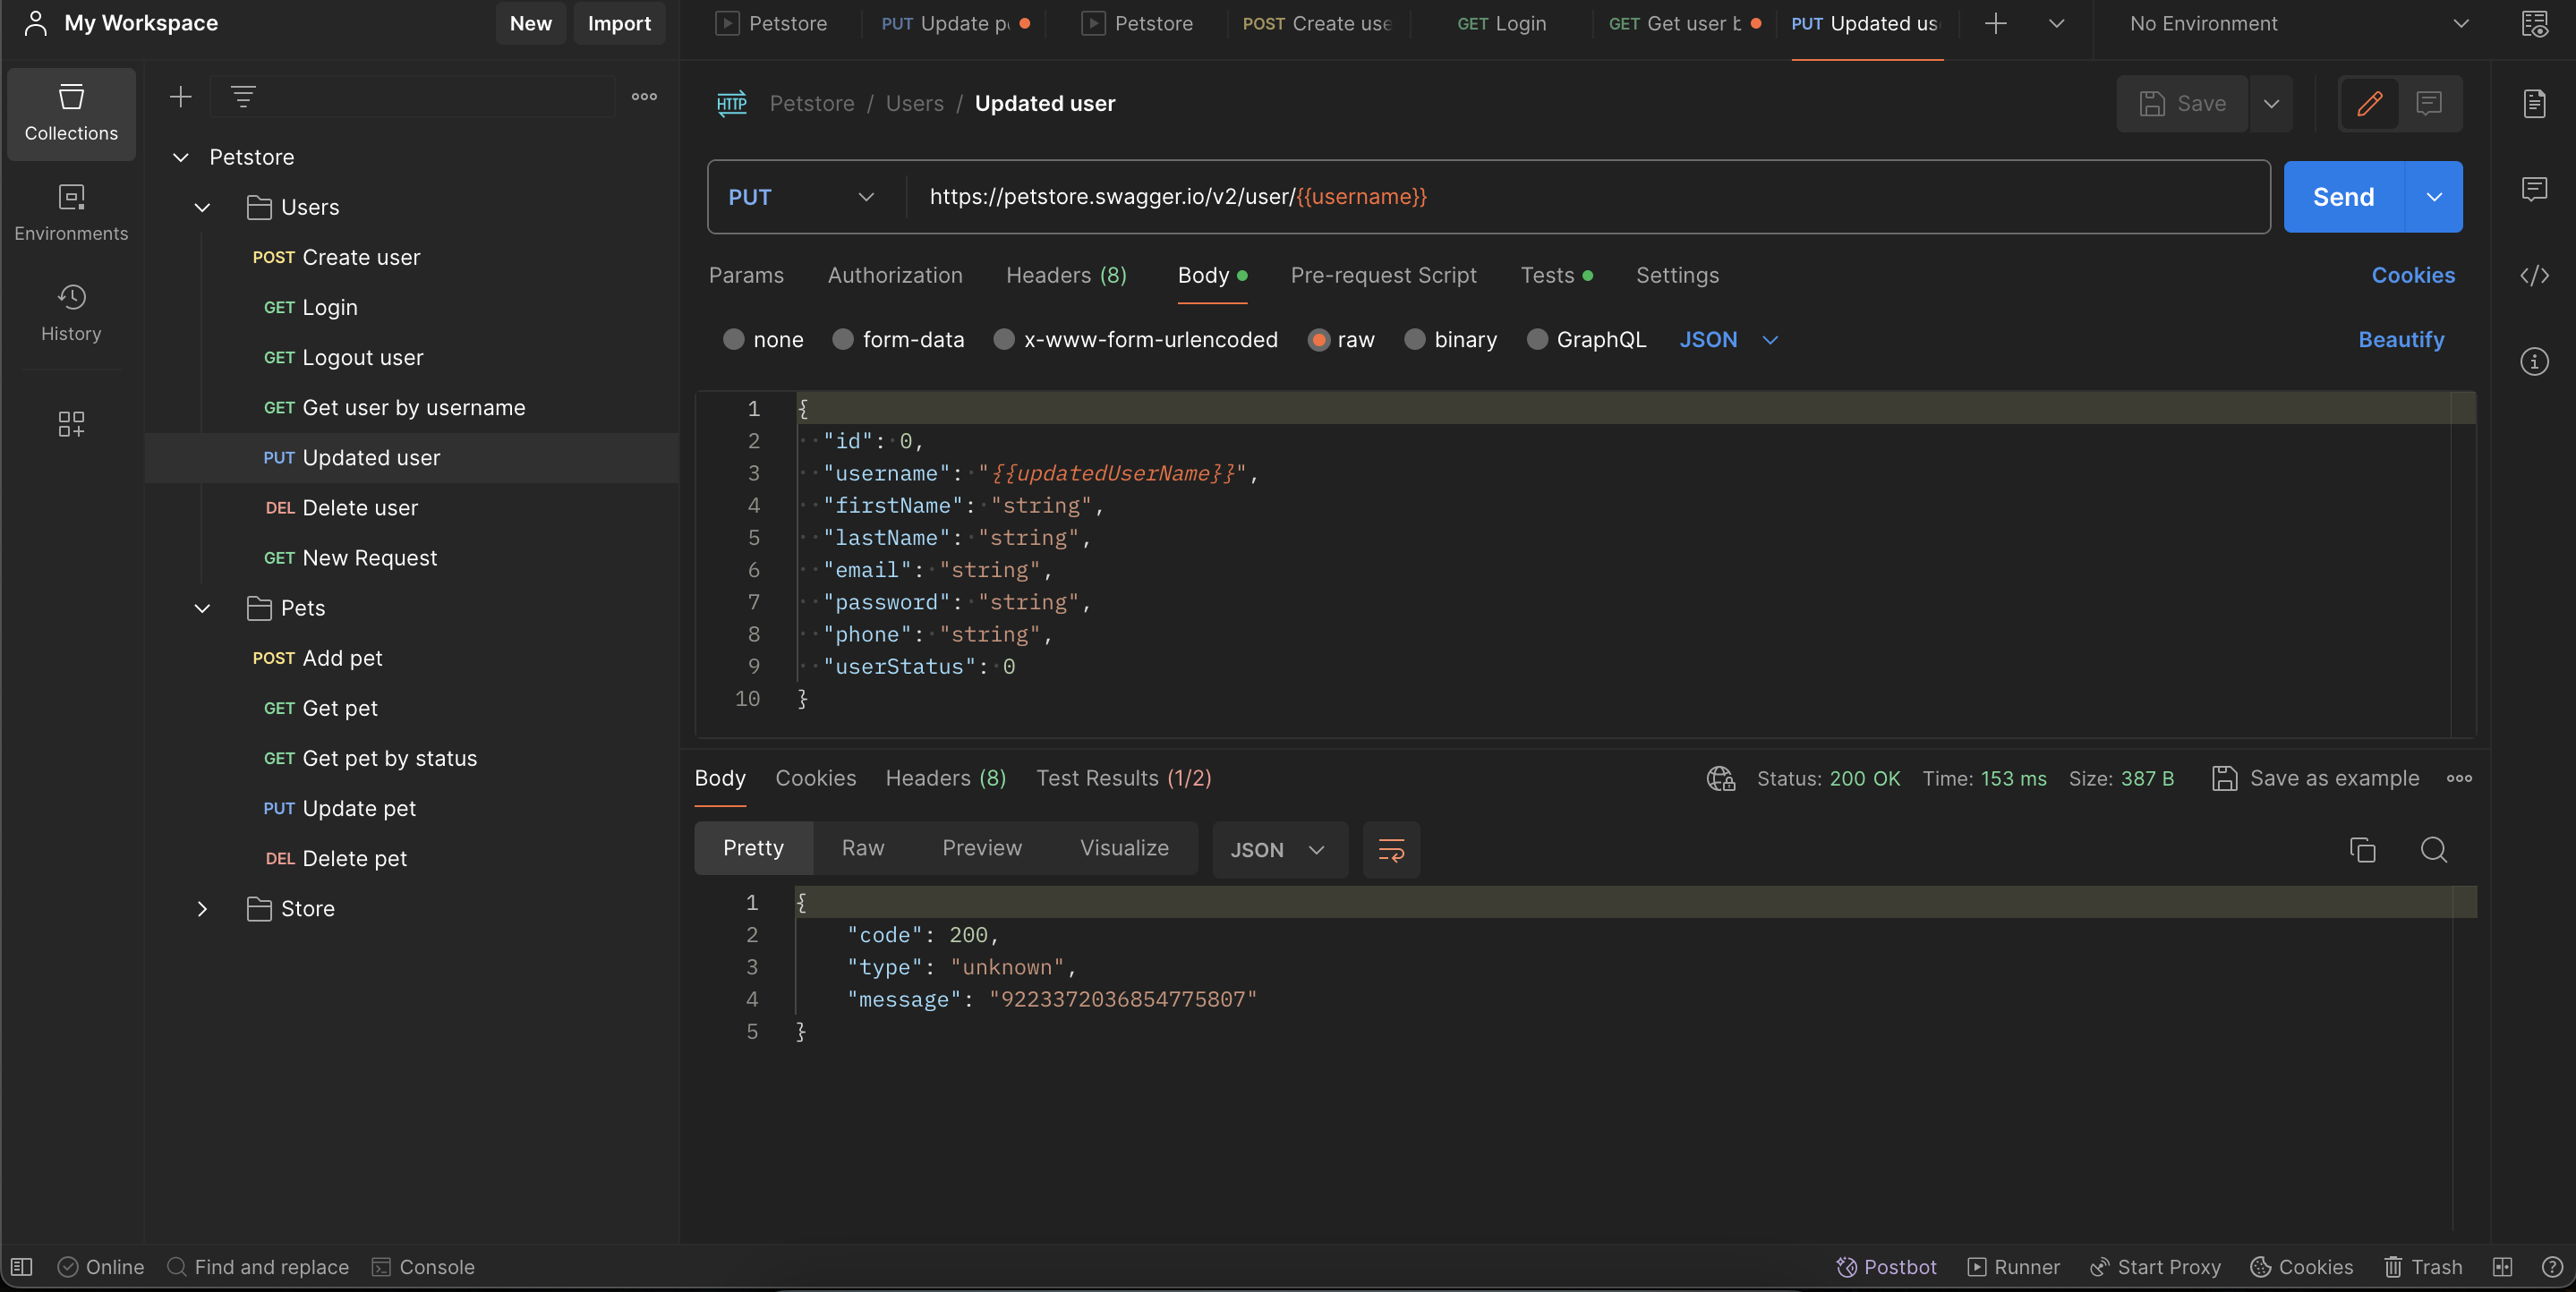 My Workspace
New
Import
Petstore
PUT Update p
Petstore
POST Create use
GET Login
GET Get user b
PUT Updated us
No Environment
Collections
Environments
History
Petstore
Users
POST Create user
GET Login
GET Logout user
GET Get user by username
PUT Updated user
DEL Delete user
GET New Request
Pets
POST Add pet
GET Get pet
GET Get pet by status
PUT Update pet
DEL Delete pet
Store
HTTP Petstore / Users / Updated user
Save
PUT
https://petstore.swagger.io/v2/user/{{username}}
Send
Params Authorization Headers (8) Body Pre-request Script Tests Settings Cookies
none form-data x-www-form-urlencoded raw binary GraphQL JSON Beautify
1 {
2 "id": 0,
3 "username": "{{updatedUserName}}",
4 "firstName": "string",
5 "lastName": "string",
6 "email": "string",
7 "password": "string",
8 "phone": "string",
9 "userStatus": 0
10 }
Body Cookies Headers (8) Test Results (1/2) Status: 200 OK Time: 153 ms Size: 387 B Save as example
Pretty Raw Preview Visualize JSON
1 {
2 "code": 200,
3 "type": "unknown",
4 "message": "9223372036854775807"
5 }
Online Find and replace Console Postbot Runner Start Proxy Cookies Trash